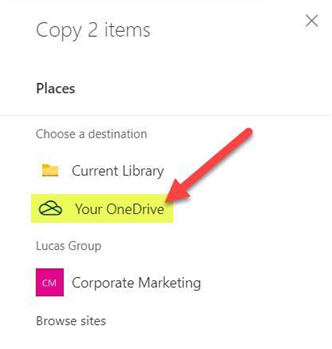 Copy 2 items
Places
Choose a destination
Current Library
Your OneDrive
Lucas Group
CM Corporate Marketing
Browse sites